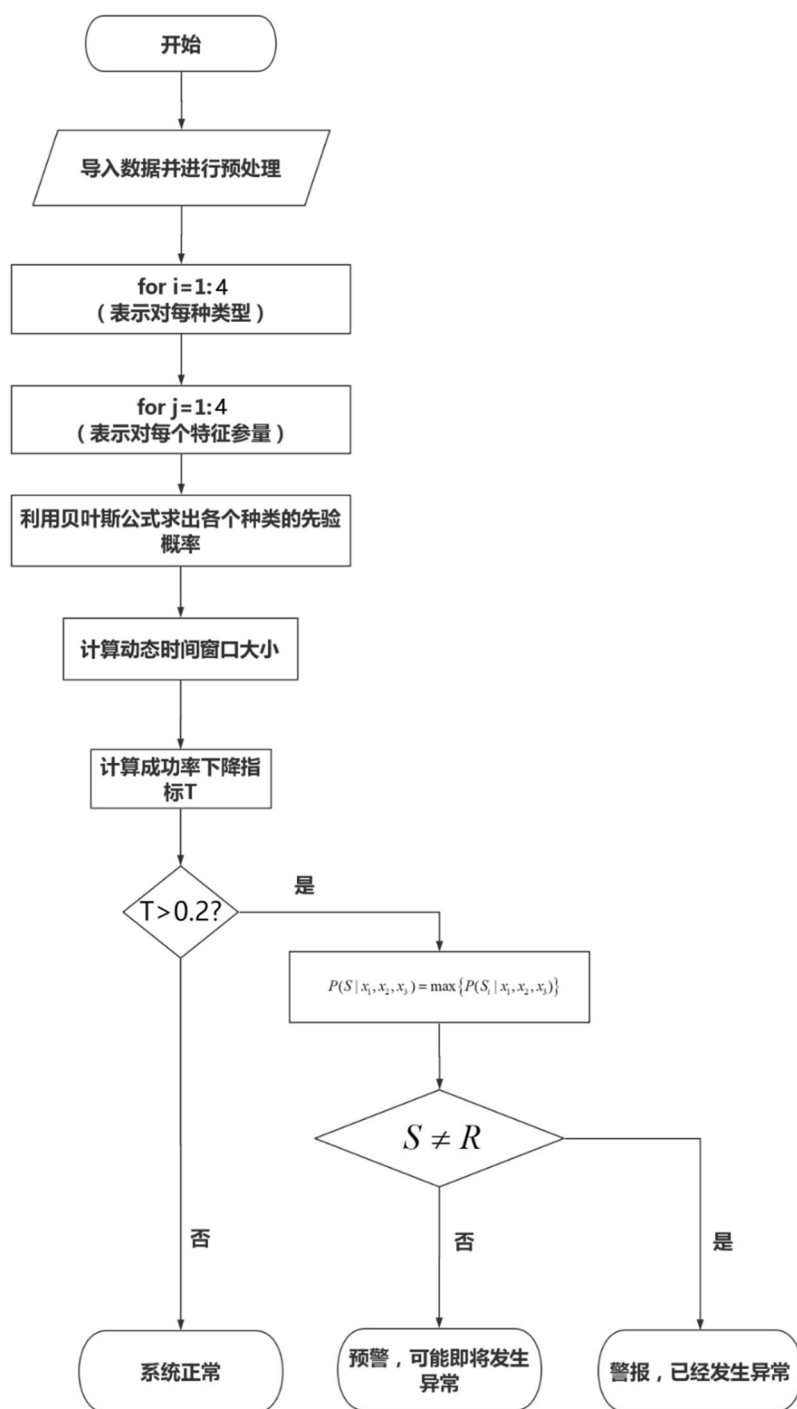 开始
导入数据并进行预处理
for i=1:4
（表示对每种类型）
for j=1:4
（表示对每个特征参量）
利用贝叶斯公式求出各个种类的先验
概率
计算动态时间窗口大小
计算成功率下降指
标T
T>0.2?
是
P(S|x₁,x₂,x₃)=max{P(Sᵢ|x₁,x₂,x₃)}
S ≠ R
否
否
是
系统正常
预警，可能即将发生
异常
警报，已经发生异常